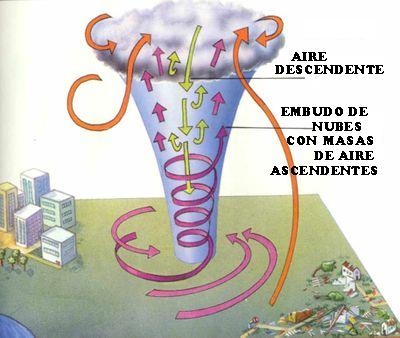 AIRE
DESCENDENTE
EMBUDO DE
NUBES
CON MASAS
DE AIRE
ASCENDENTES